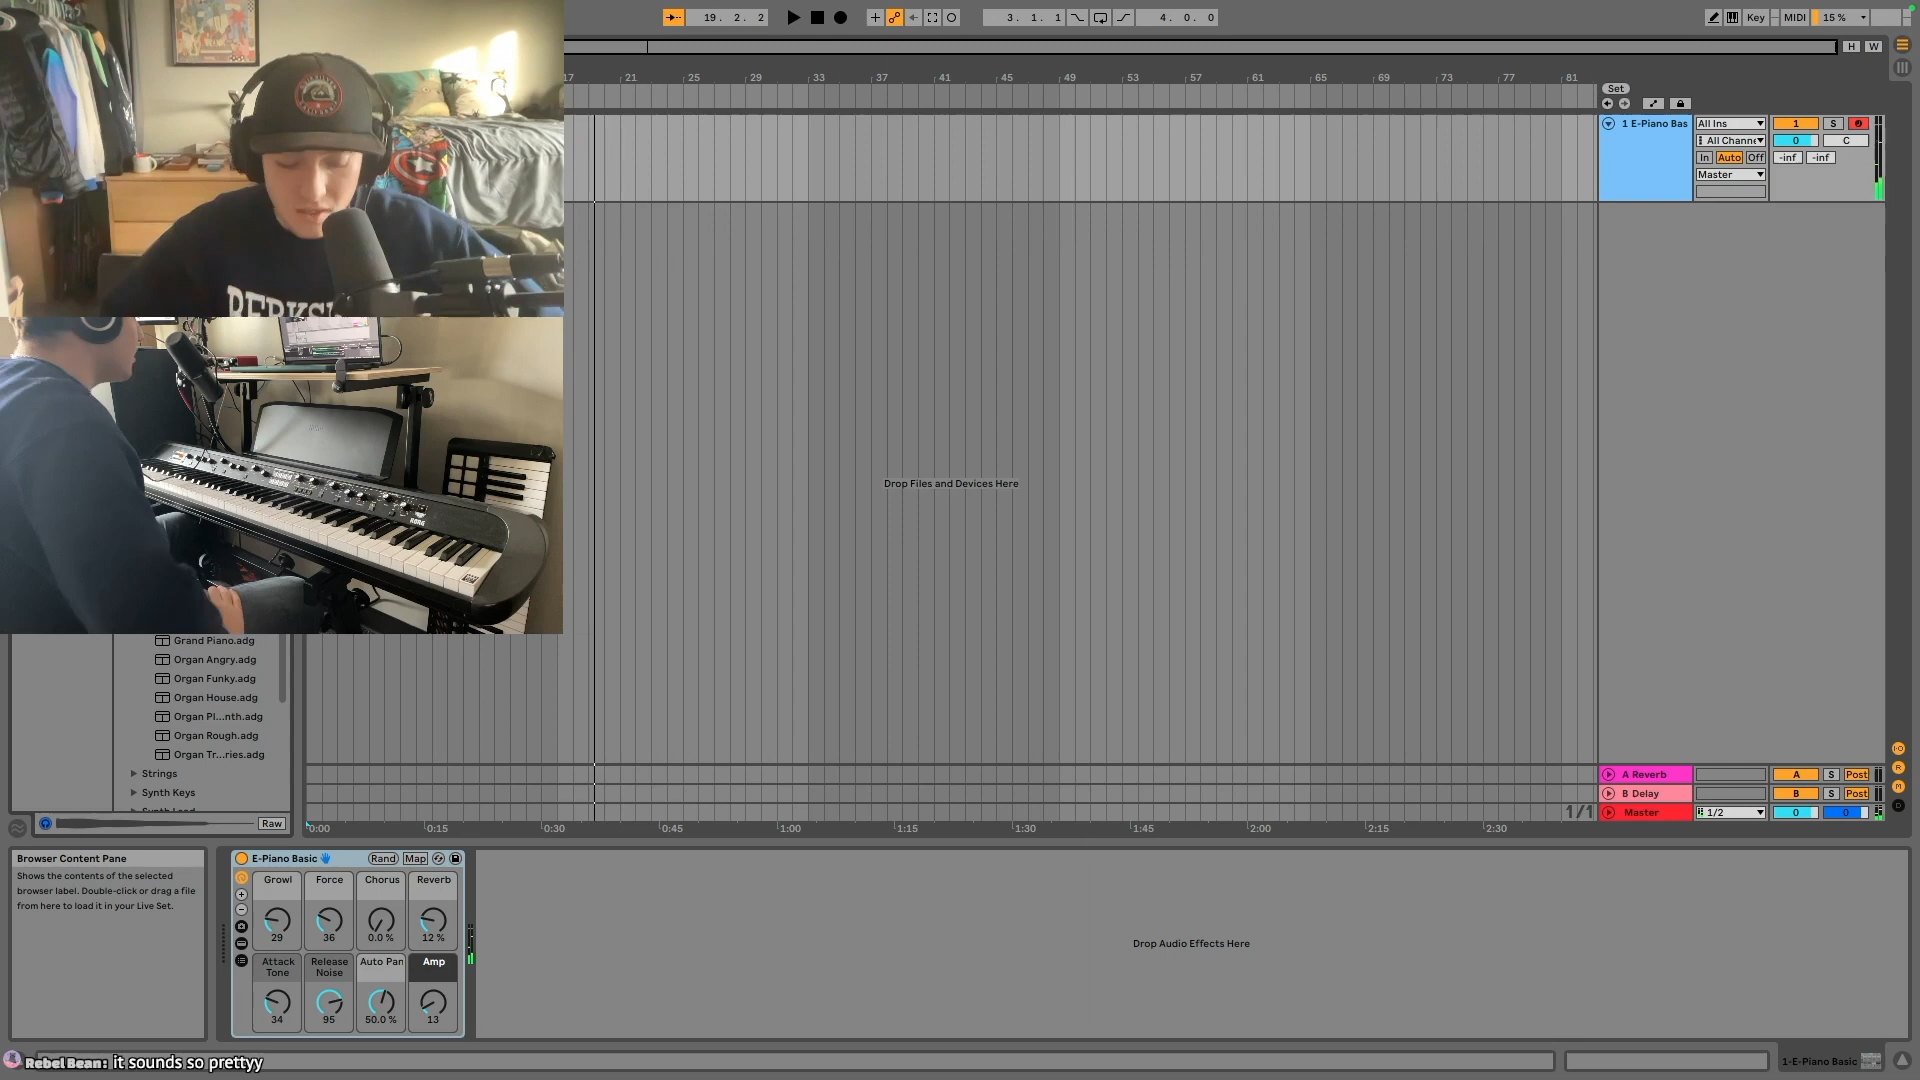 19. 2. 2
3. 1. 1
4. 0. 0
Key
MIDI
15 %
H
W
17
21
25
29
33
37
41
45
49
53
57
61
65
69
73
77
81
Set
1 E-Piano Bas
All Ins
1
S
All Channe
0
C
In
Auto
Off
-inf
-inf
Master
Drop Files and Devices Here
KORG
Grand Piano.adg
Organ Angry.adg
Organ Funky.adg
Organ House.adg
Organ Pl...nth.adg
Organ Rough.adg
Organ Tr...ries.adg
Strings
Synth Keys
Raw
A Reverb
A
S
Post
B Delay
B
S
Post
1/1
Master
1/2
0
0
0:00
0:15
0:30
0:45
1:00
1:15
1:30
1:45
2:00
2:15
2:30
Browser Content Pane
Shows the contents of the selected
browser label. Double-click or drag a file
from here to load it in your Live Set.
E-Piano Basic
Rand
Map
Growl
Force
Chorus
Reverb
29
36
0.0 %
12 %
Attack
Tone
Release
Noise
Auto Pan
Amp
34
95
50.0 %
13
Drop Audio Effects Here
Rebel Bean: it sounds so prettyy
1-E-Piano Basic